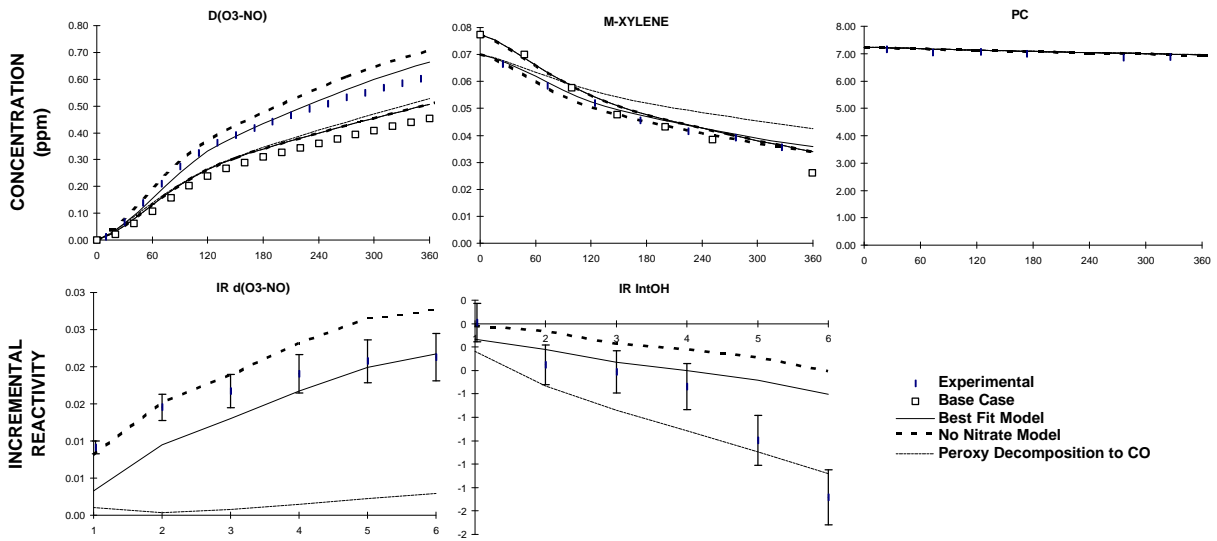 D(O3-NO)
M-XYLENE
PC
CONCENTRATION
(ppm)
0.80
0.70
0.60
0.50
0.40
0.30
0.20
0.10
0.00
0 60 120 180 240 300 360
0.08
0.07
0.06
0.05
0.04
0.03
0.02
0.01
0.00
0 60 120 180 240 300 360
8.00
7.00
6.00
5.00
4.00
3.00
2.00
1.00
0.00
0 60 120 180 240 300 360
IR d(O3-NO)
IR IntOH
INCREMENTAL
REACTIVITY
0.03
0.03
0.02
0.02
0.01
0.01
0.00
1 2 3 4 5 6
0
0
0
0
-1
-1
-1
-1
-2
-2
1 2 3 4 5 6
Experimental
Base Case
Best Fit Model
No Nitrate Model
Peroxy Decomposition to CO